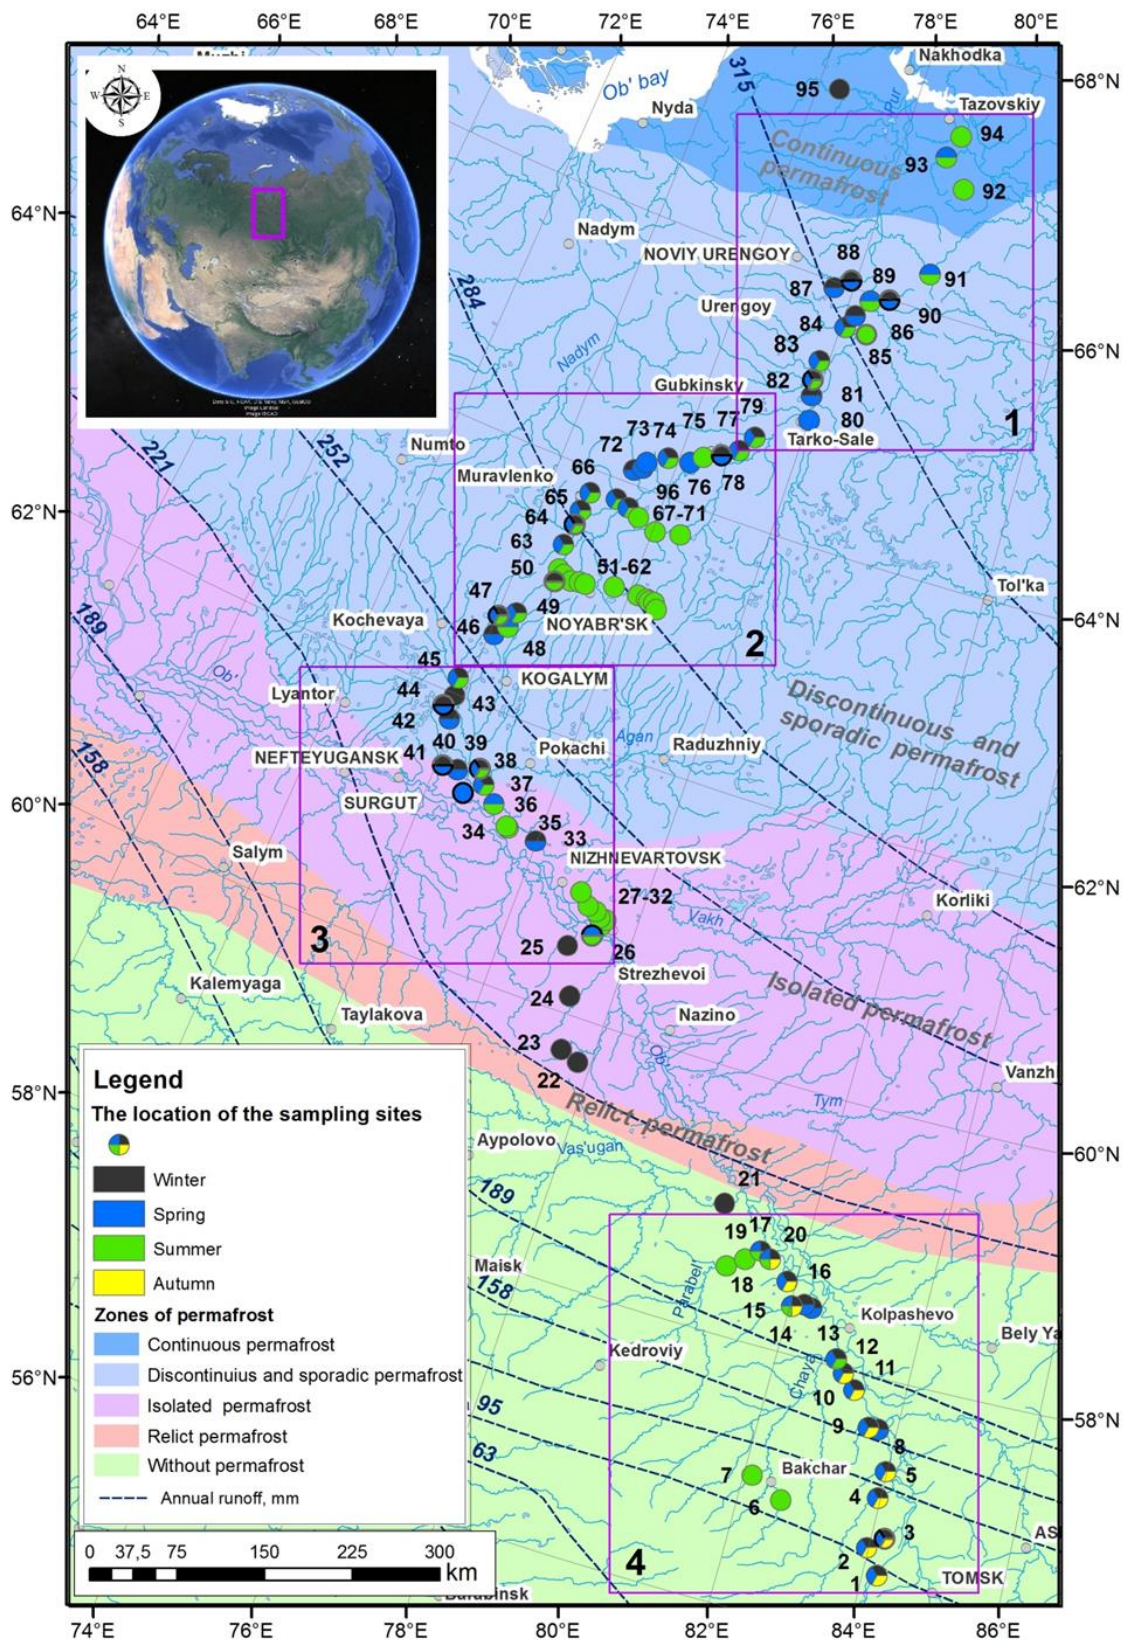 64°E 66°E 68°E 70°E 72°E 74°E 76°E 78°E 80°E
68°N
64°N
66°N
62°N
64°N
60°N
62°N
58°N
60°N
56°N
58°N
74°E 76°E 78°E 80°E 82°E 84°E 86°E
N
W E
S
Ob' bay
Nakhodka
Nyda
315
95
Pur
Tazovskiy
94
Continuous
permafrost
93
92
Nadym
NOVIY URENGOY
88
89
91
87
284
Urengoy
90
84
86
83
85
Nadym
82
81
Gubkinsky
80
1
Tarko-Sale
79
77
75
73 74
72
221
252
Numto
66
96
76
78
Muravlenko
65
67-71
64
63
50
51-62
Tol'ka
47
49
189
Kochevaya
46
NOYABR'SK
48
2
45
KOGALYM
Ob'
Lyantor
44
43
Discontinuous and
sporadic permafrost
42
158
40 39
41
38
Pokachi
Agan
Raduzhniy
NEFTEYUGANSK
37
SURGUT
36
35
34
33
Salym
NIZHNEVARTOVSK
27-32
Vakh
Korliki
3
25
26
Kalemyaga
Strezhevoi
24
Isolated permafrost
Taylakova
Nazino
23
22
Ob'
Vanzh
Relict permafrost
Tym
Aypolovo
Vas'ugan
21
189
19
17
20
Maisk
18
16
158
Parabel'
15
Kolpashevo
14
13
12
Bely Ya
Kedroviy
11
Chaya
10
95
9
8
63
7
Bakchar
5
6
4
3
AS
2
4
1
TOMSK
Legend
The location of the sampling sites
Winter
Spring
Summer
Autumn
Zones of permafrost
Continuous permafrost
Discontinuius and sporadic permafrost
Isolated permafrost
Relict permafrost
Without permafrost
Annual runoff, mm
0 37,5 75 150 225 300
km